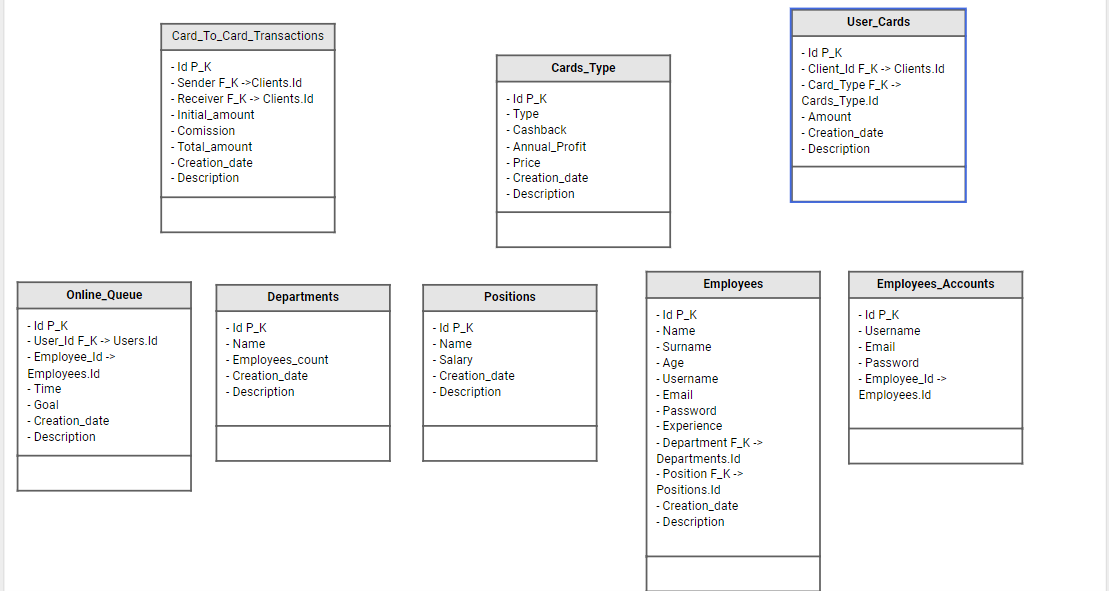 Card_To_Card_Transactions
- Id P_K
- Sender F_K ->Clients.Id
- Receiver F_K -> Clients.Id
- Initial_amount
- Comission
- Total_amount
- Creation_date
- Description
Cards_Type
- Id P_K
- Type
- Cashback
- Annual_Profit
- Price
- Creation_date
- Description
User_Cards
- Id P_K
- Client_Id F_K -> Clients.Id
- Card_Type F_K ->
Cards_Type.Id
- Amount
- Creation_date
- Description
Online_Queue
- Id P_K
- User_Id F_K -> Users.Id
- Employee_Id ->
Employees.Id
- Time
- Goal
- Creation_date
- Description
Departments
- Id P_K
- Name
- Employees_count
- Creation_date
- Description
Positions
- Id P_K
- Name
- Salary
- Creation_date
- Description
Employees
- Id P_K
- Name
- Surname
- Age
- Username
- Email
- Password
- Experience
- Department F_K ->
Departments.Id
- Position F_K ->
Positions.Id
- Creation_date
- Description
Employees_Accounts
- Id P_K
- Username
- Email
- Password
- Employee_Id ->
Employees.Id